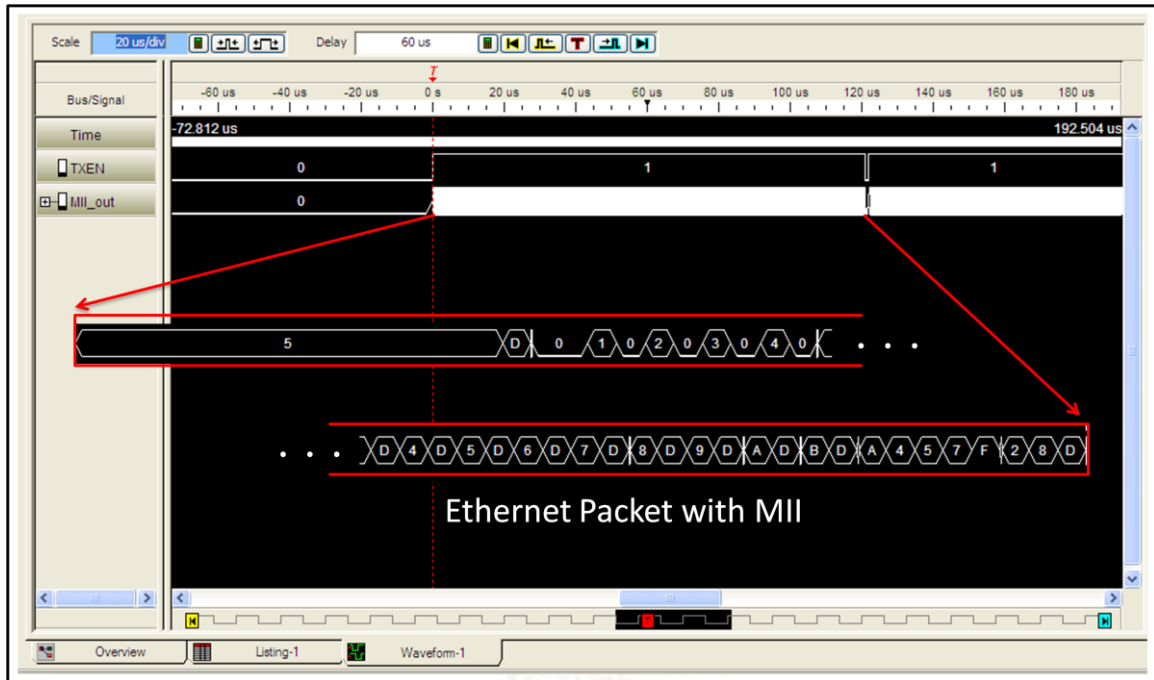 Scale 20 us/div Delay 60 us
T
Bus/Signal -60 us -40 us -20 us 0 s 20 us 40 us 60 us 80 us 100 us 120 us 140 us 160 us 180 us
Time -72.812 us 192.504 us
TXEN 0 1 1
MII_out 0
5 D 0 1 0 2 0 3 0 4 0 . . .
. . . D 4 D 5 D 6 D 7 D 8 D 9 D A D B D A 4 5 7 F 2 8 D
Ethernet Packet with MII
Overview Listing-1 Waveform-1